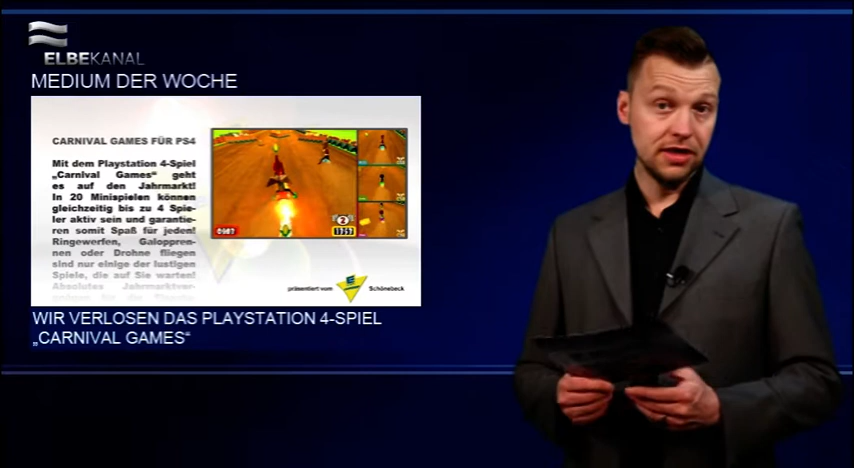 ELBEKANAL
MEDIUM DER WOCHE
CARNIVAL GAMES FÜR PS4
Mit dem Playstation 4-Spiel
„Carnival Games“ geht
es auf den Jahrmarkt!
In 20 Minispielen können
gleichzeitig bis zu 4 Spie-
ler aktiv sein und garantie-
ren somit Spaß für jeden!
Ringewerfen, Galoppren-
nen oder Drohne fliegen
sind nur einige der lustigen
Spiele, die auf Sie warten!
Absolutes Jahrmarktver-
2
präsentiert vom
Schönebeck
WIR VERLOSEN DAS PLAYSTATION 4-SPIEL
„CARNIVAL GAMES“